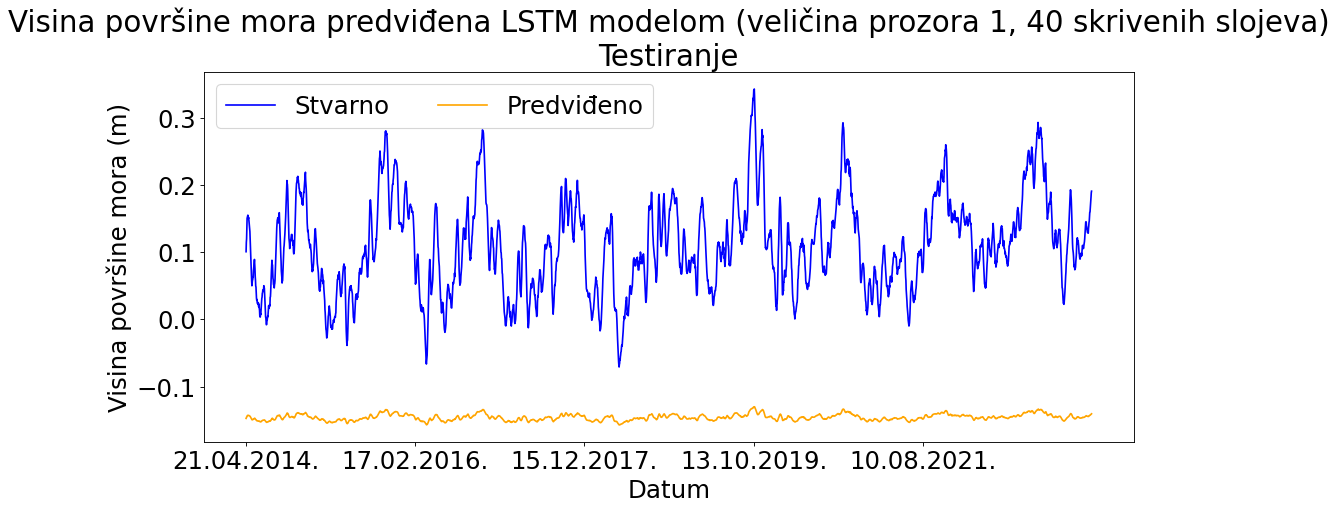 Visina površine mora predviđena LSTM modelom (veličina prozora 1, 40 skrivenih slojeva)
Testiranje
Stvarno
Predviđeno
Visina površine mora (m)
0.3
0.2
0.1
0.0
−0.1
21.04.2014.
17.02.2016.
15.12.2017.
13.10.2019.
10.08.2021.
Datum